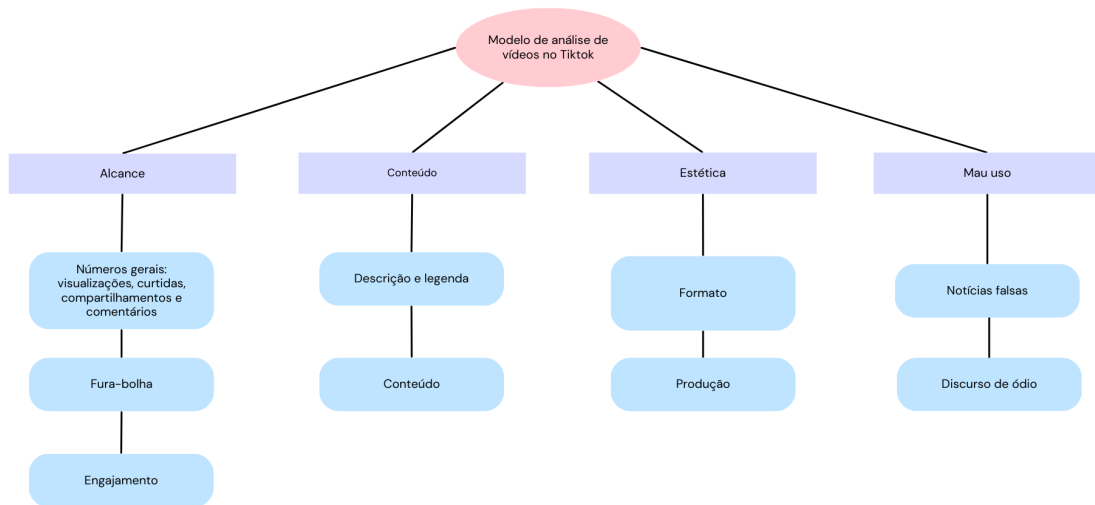 Modelo de análise de
vídeos no Tiktok
Alcance
Conteúdo
Estética
Mau uso
Números gerais:
visualizações, curtidas,
compartilhamentos e
comentários
Descrição e legenda
Formato
Notícias falsas
Fura-bolha
Conteúdo
Produção
Discurso de ódio
Engajamento